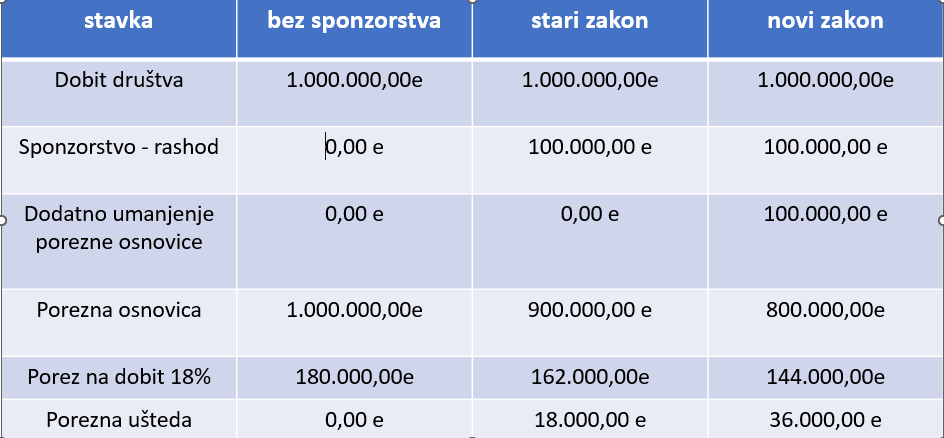 stavka bez sponzorstva stari zakon novi zakon
Dobit društva 1.000.000,00e 1.000.000,00e 1.000.000,00e
Sponzorstvo - rashod 0,00 e 100.000,00 e 100.000,00 e
Dodatno umanjenje 0,00 e 0,00 e 100.000,00 e
porezne osnovice
Porezna osnovica 1.000.000,00e 900.000,00 e 800.000,00e
Porez na dobit 18% 180.000,00e 162.000,00e 144.000,00e
Porezna ušteda 0,00 e 18.000,00 e 36.000,00 e